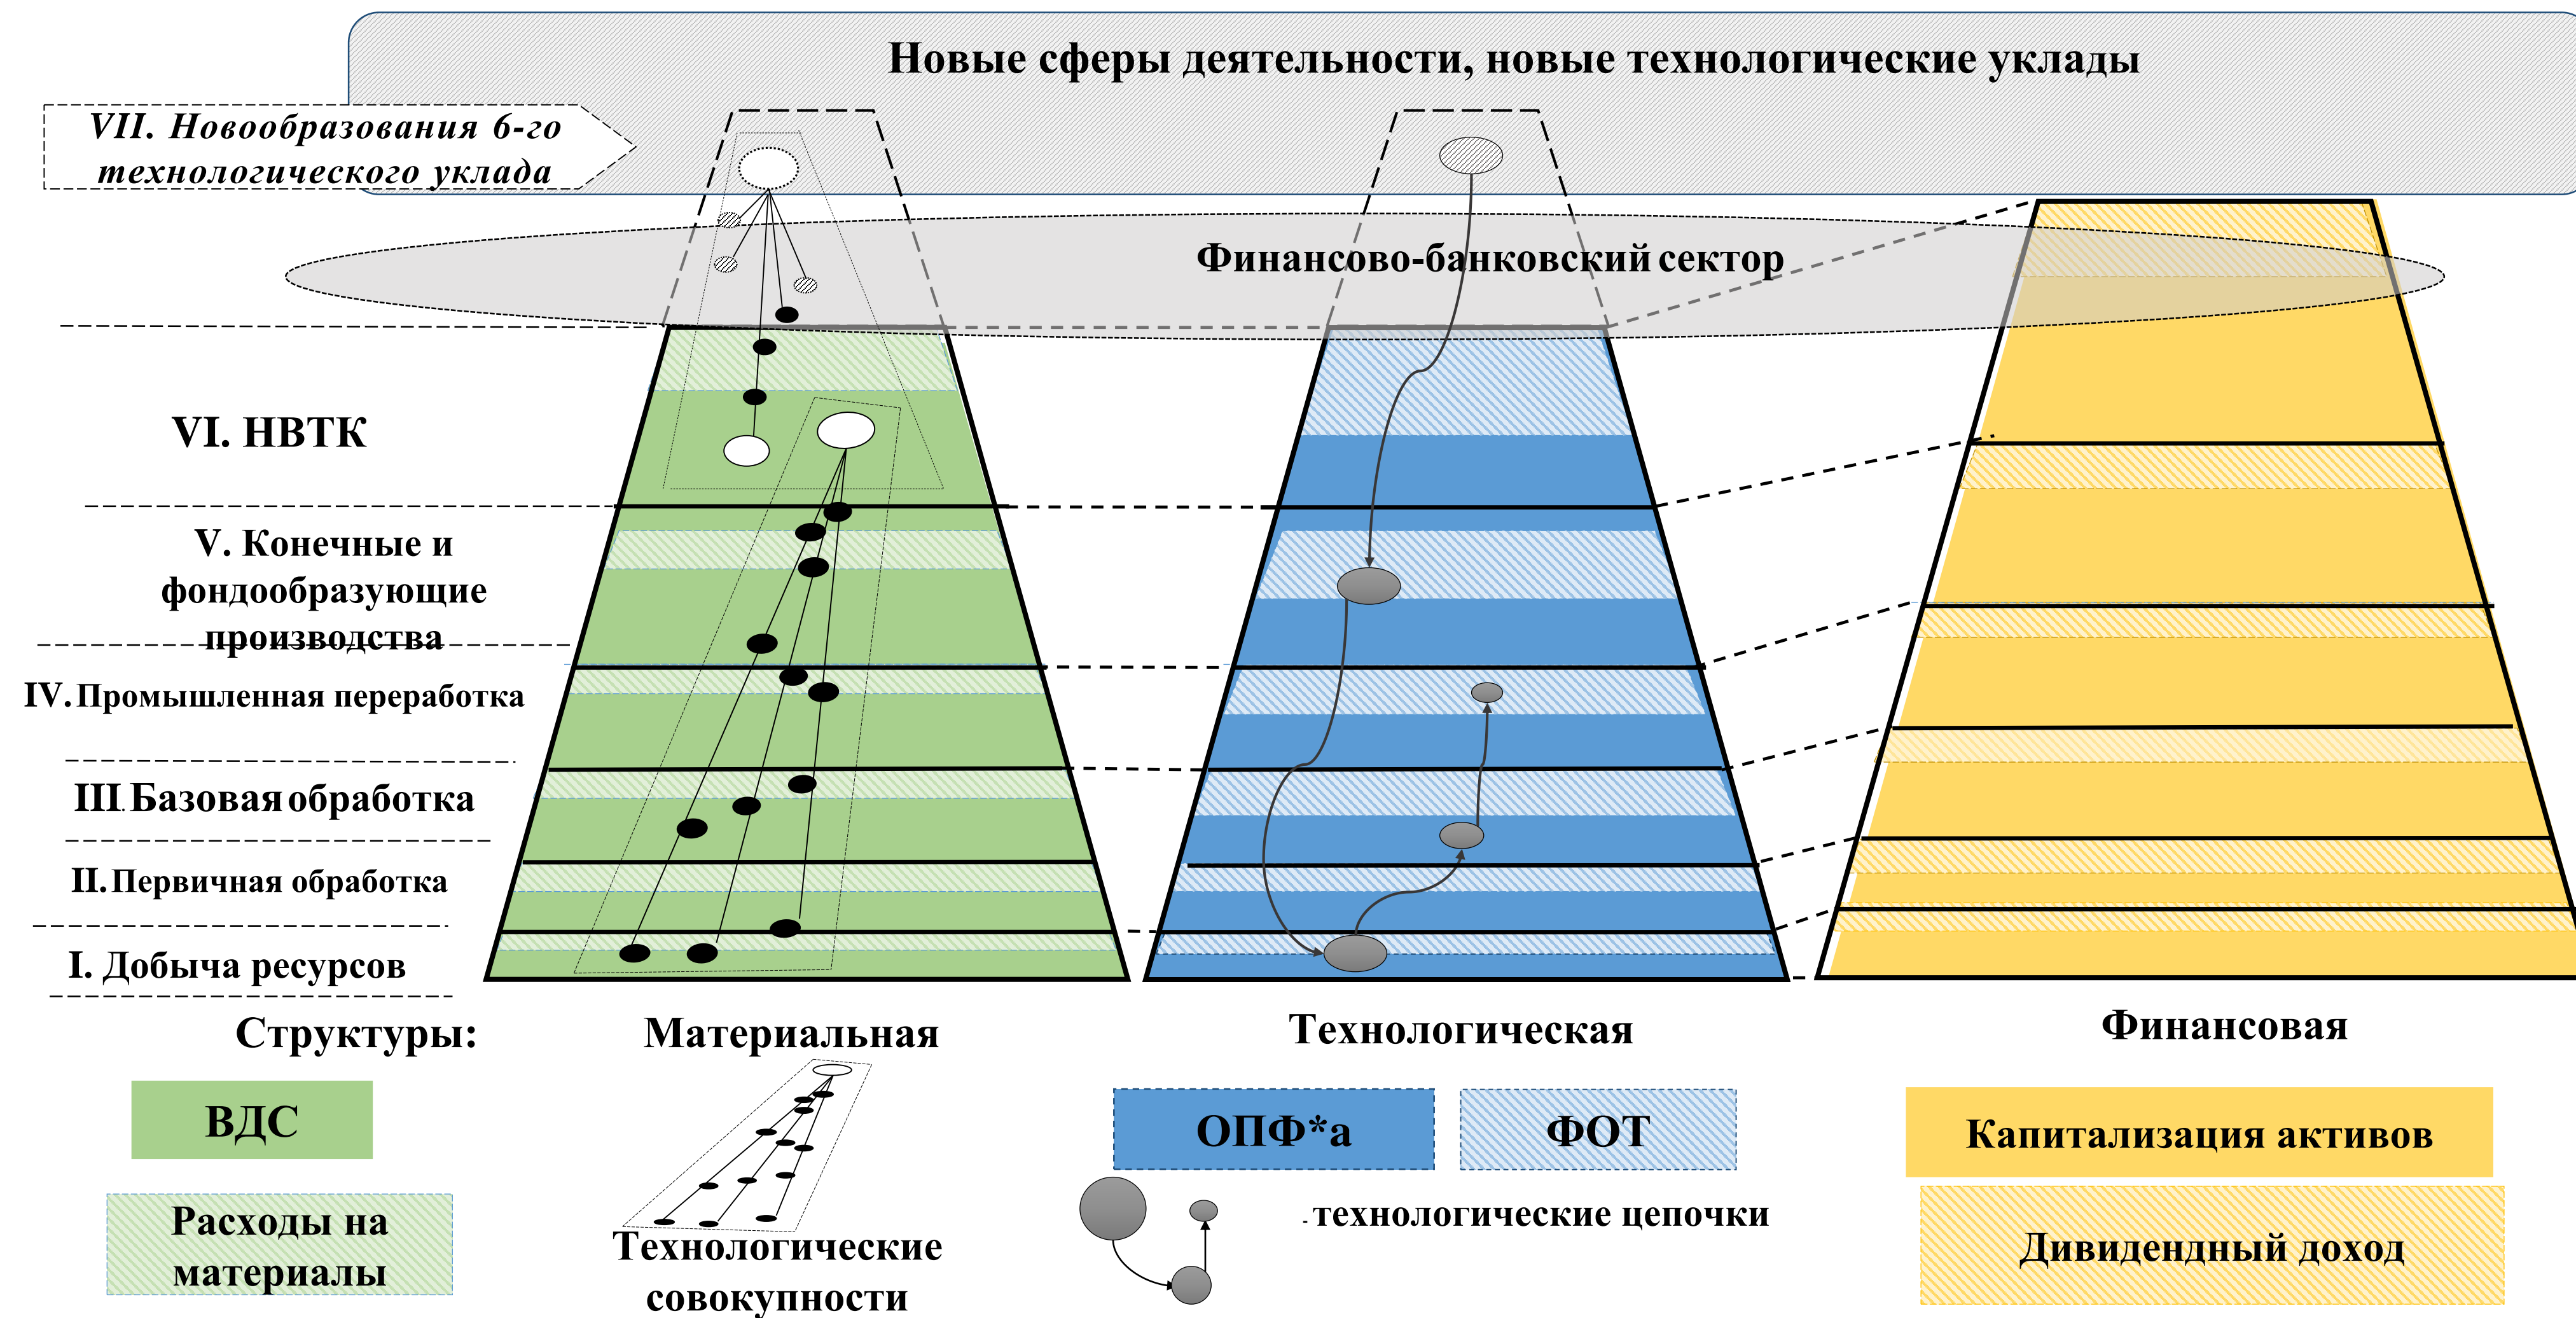 Новые сферы деятельности, новые технологические уклады
VII. Новообразования 6-го
технологического уклада
Финансово-банковский сектор
VI. НВТК
V. Конечные и
фондообразующие
производства
IV. Промышленная переработка
III. Базовая обработка
II. Первичная обработка
I. Добыча ресурсов
Структуры:
Материальная
Технологическая
Финансовая
ВДС
Расходы на
материалы
Технологические
совокупности
ОПФ*а
ФОТ
- технологические цепочки
Капитализация активов
Дивидендный доход